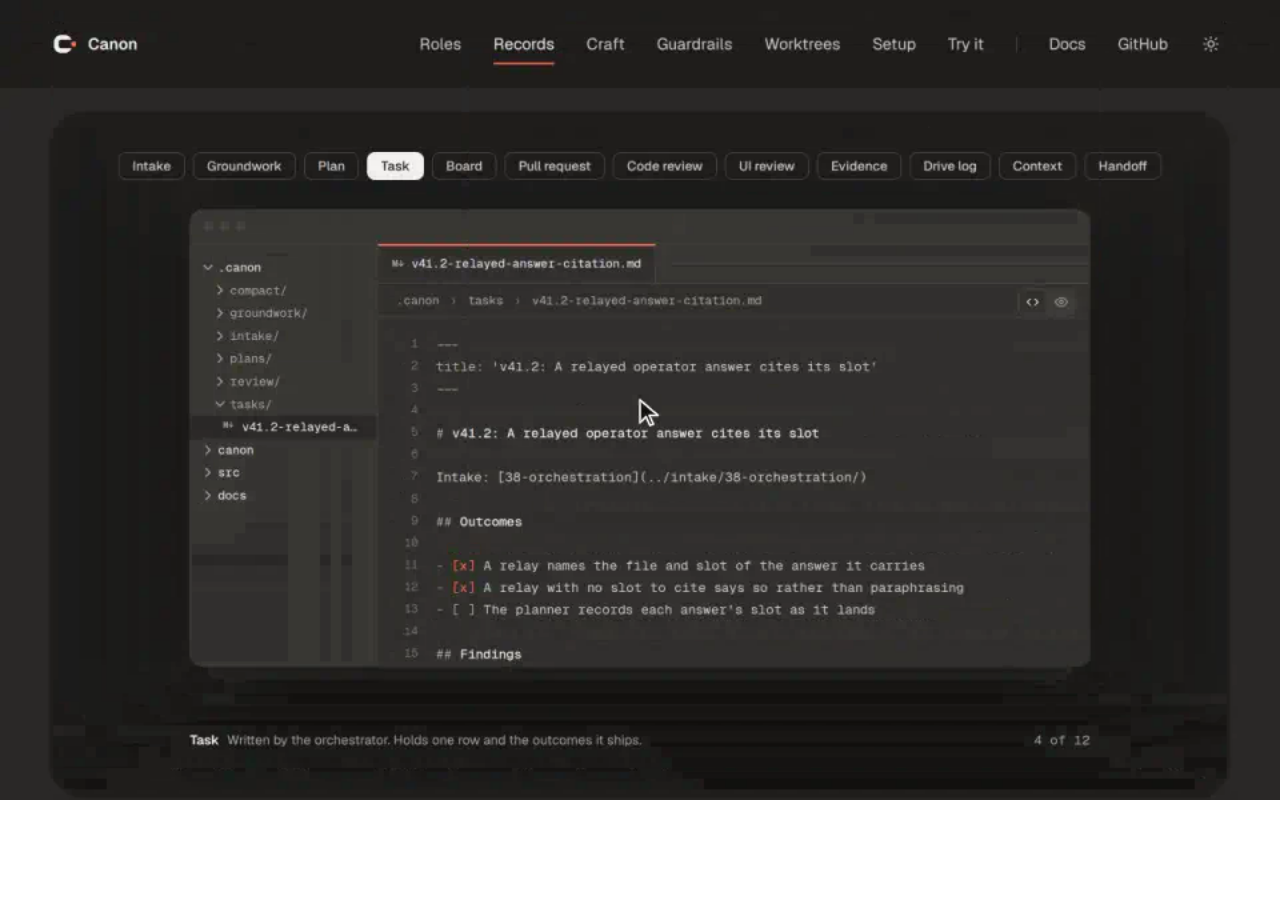 Canon
Roles Records Craft Guardrails Worktrees Setup Try it Docs GitHub
Intake Groundwork Plan Task Board Pull request Code review UI review Evidence Drive log Context Handoff
.canon
compact/
groundwork/
intake/
plans/
review/
tasks/
M↓ v41.2-relayed-a…
canon
src
docs
M↓ v41.2-relayed-answer-citation.md
.canon › tasks › v41.2-relayed-answer-citation.md
1 ---
2 title: 'v41.2: A relayed operator answer cites its slot'
3 ---
4
5 # v41.2: A relayed operator answer cites its slot
6
7 Intake: [38-orchestration](../intake/38-orchestration/)
8
9 ## Outcomes
10
11 - [x] A relay names the file and slot of the answer it carries
12 - [x] A relay with no slot to cite says so rather than paraphrasing
13 - [ ] The planner records each answer's slot as it lands
14
15 ## Findings
Task Written by the orchestrator. Holds one row and the outcomes it ships.
4 of 12